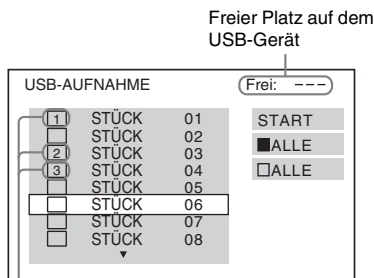 Freier Platz auf dem
USB-Gerät
USB-AUFNAHME Frei: ---
1 STÜCK 01 START
STÜCK 02 ALLE
2 STÜCK 03 ALLE
3 STÜCK 04
STÜCK 05
STÜCK 06
STÜCK 07
STÜCK 08